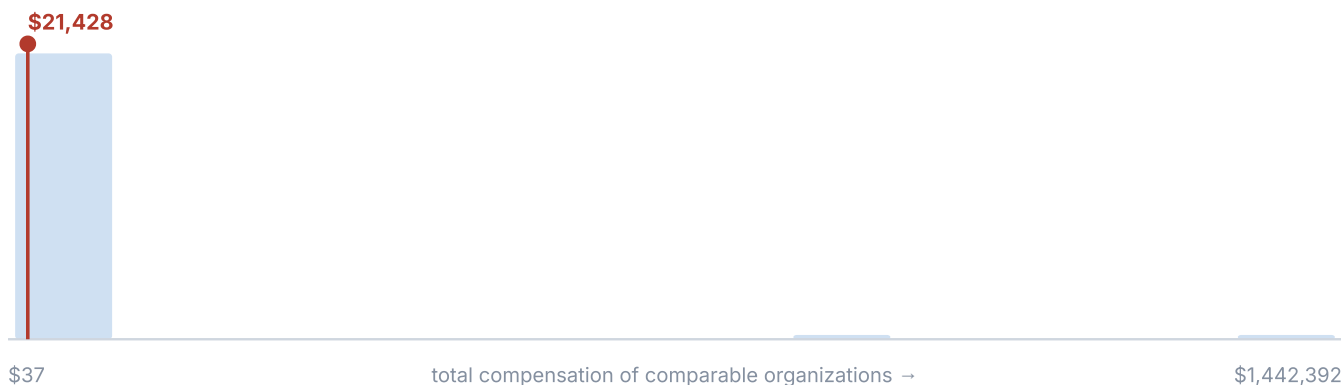 $21,428
$37
total compensation of comparable organizations →
$1,442,392